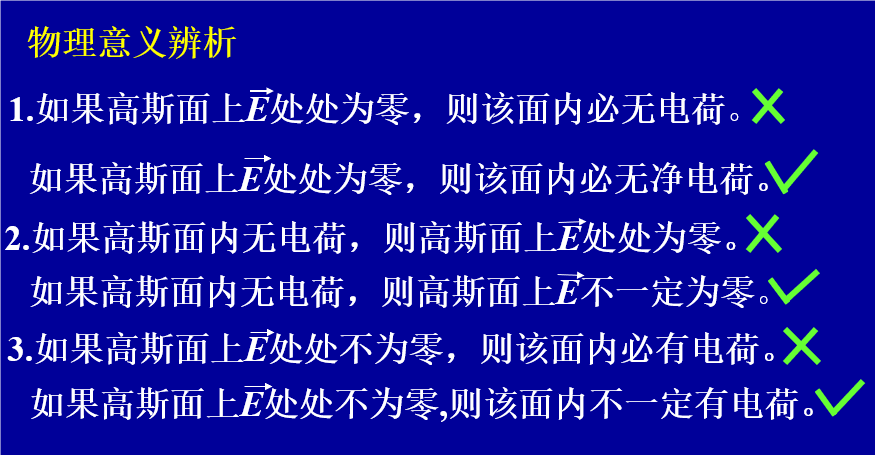 物理意义辨析
1.如果高斯面上E⃗处处为零，则该面内必无电荷。×
如果高斯面上E⃗处处为零，则该面内必无净电荷。✓
2.如果高斯面内无电荷，则高斯面上E⃗处处为零。×
如果高斯面内无电荷，则高斯面上E⃗不一定为零。✓
3.如果高斯面上E⃗处处不为零，则该面内必有电荷。×
如果高斯面上E⃗处处不为零,则该面内不一定有电荷。✓